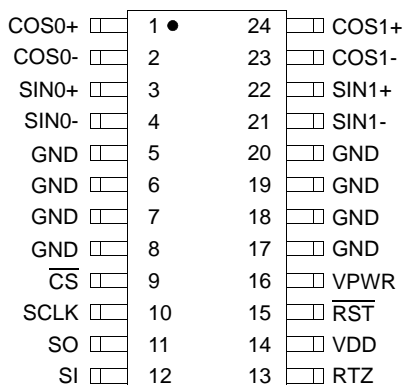 COS0+ 1 24 COS1+
COS0- 2 23 COS1-
SIN0+ 3 22 SIN1+
SIN0- 4 21 SIN1-
GND 5 20 GND
GND 6 19 GND
GND 7 18 GND
GND 8 17 GND
C̅S̅ 9 16 VPWR
SCLK 10 15 R̅S̅T̅
SO 11 14 VDD
SI 12 13 RTZ